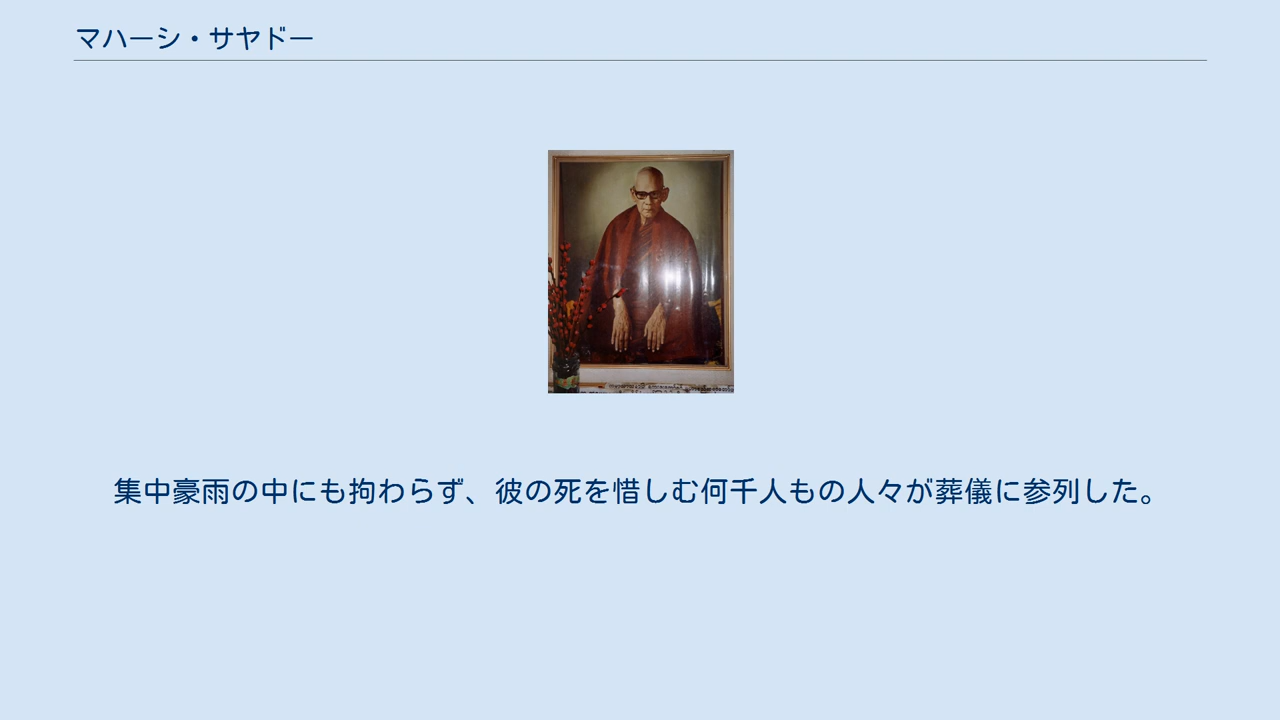 マハーシ・サヤドー
集中豪雨の中にも拘わらず、彼の死を惜しむ何千人もの人々が葬儀に参列した。